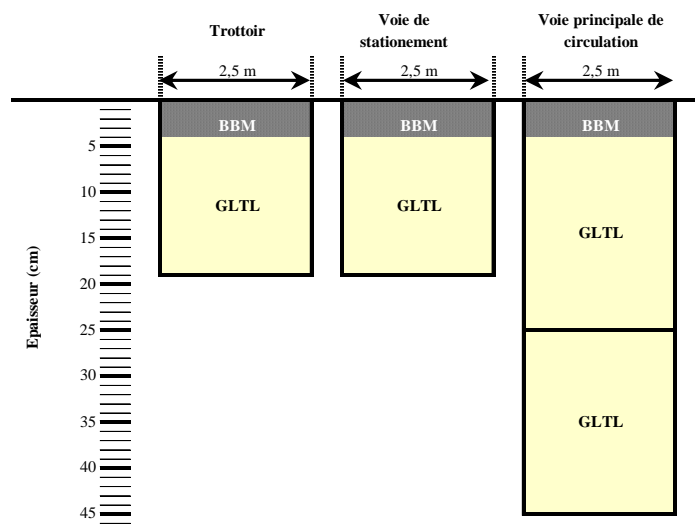 Trottoir
Voie de
stationement
Voie principale de
circulation
2,5 m
2,5 m
2,5 m
BBM
BBM
BBM
5
10
GLTL
GLTL
GLTL
15
20
25
30
35
GLTL
40
45
Epaisseur (cm)